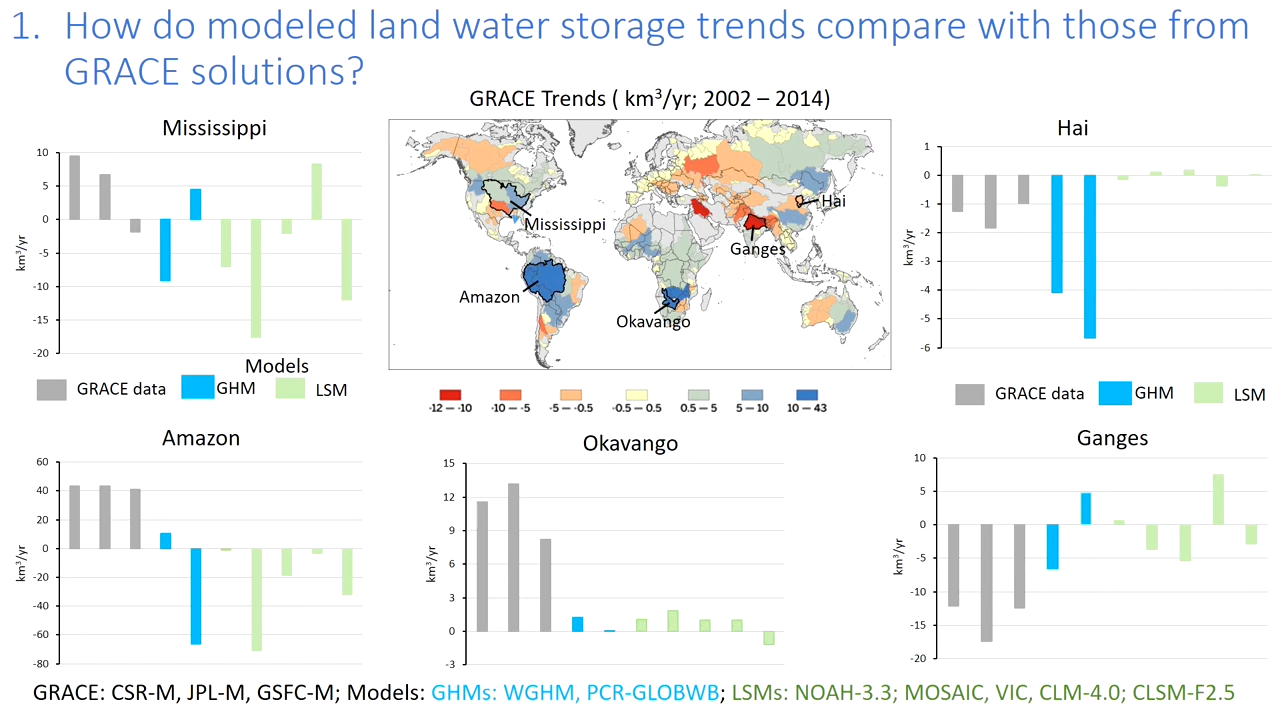 1. How do modeled land water storage trends compare with those from
GRACE solutions?
GRACE Trends ( km³/yr; 2002 – 2014)
Mississippi
10
5
0
-5
-10
-15
-20
km³/yr
Models
GRACE data
GHM
LSM
Mississippi
Amazon
Okavango
Ganges
Hai
-12 — -10
-10 — -5
-5 — -0.5
-0.5 — 0.5
0.5 — 5
5 — 10
10 — 43
Hai
1
0
-1
-2
-3
-4
-5
-6
km³/yr
GRACE data
GHM
LSM
Amazon
60
40
20
0
-20
-40
-60
-80
km³/yr
Okavango
15
12
9
6
3
0
-3
km³/yr
Ganges
10
5
0
-5
-10
-15
-20
km³/yr
GRACE: CSR-M, JPL-M, GSFC-M; Models: GHMs: WGHM, PCR-GLOBWB; LSMs: NOAH-3.3; MOSAIC, VIC, CLM-4.0; CLSM-F2.5